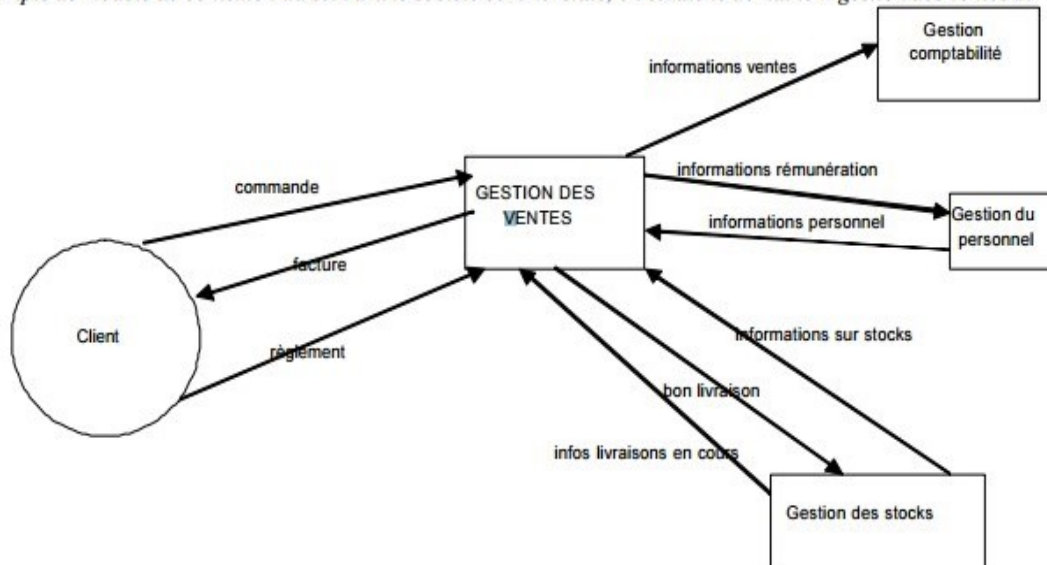 Gestion
comptabilité
informations ventes
informations rémunération
commande
GESTION DES
VENTES
informations personnel
Gestion du
personnel
facture
Client
règlement
informations sur stocks
bon livraison
infos livraisons en cours
Gestion des stocks